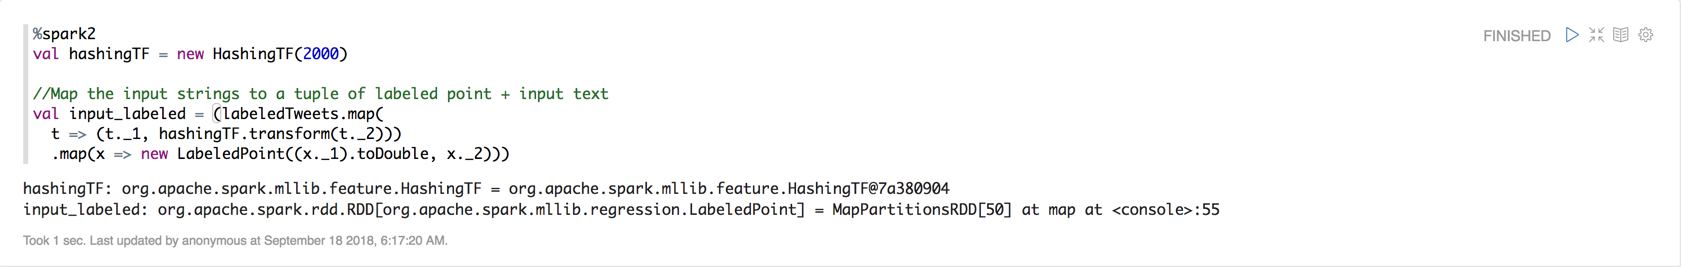 %spark2
FINISHED
val hashingTF = new HashingTF(2000)
//Map the input strings to a tuple of labeled point + input text
val input_labeled = (labeledTweets.map(
t => (t._1, hashingTF.transform(t._2)))
.map(x => new LabeledPoint((x._1).toDouble, x._2)))
hashingTF: org.apache.spark.mllib.feature.HashingTF = org.apache.spark.mllib.feature.HashingTF@7a380904
input_labeled: org.apache.spark.rdd.RDD[org.apache.spark.mllib.regression.LabeledPoint] = MapPartitionsRDD[50] at map at <console>:55
Took 1 sec. Last updated by anonymous at September 18 2018, 6:17:20 AM.